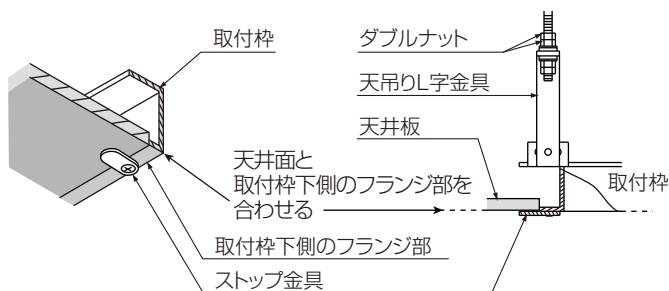 取付枠
ダブルナット
天吊りL字金具
天井板
天井面と
取付枠下側のフランジ部を
合わせる
取付枠
取付枠下側のフランジ部
ストップ金具